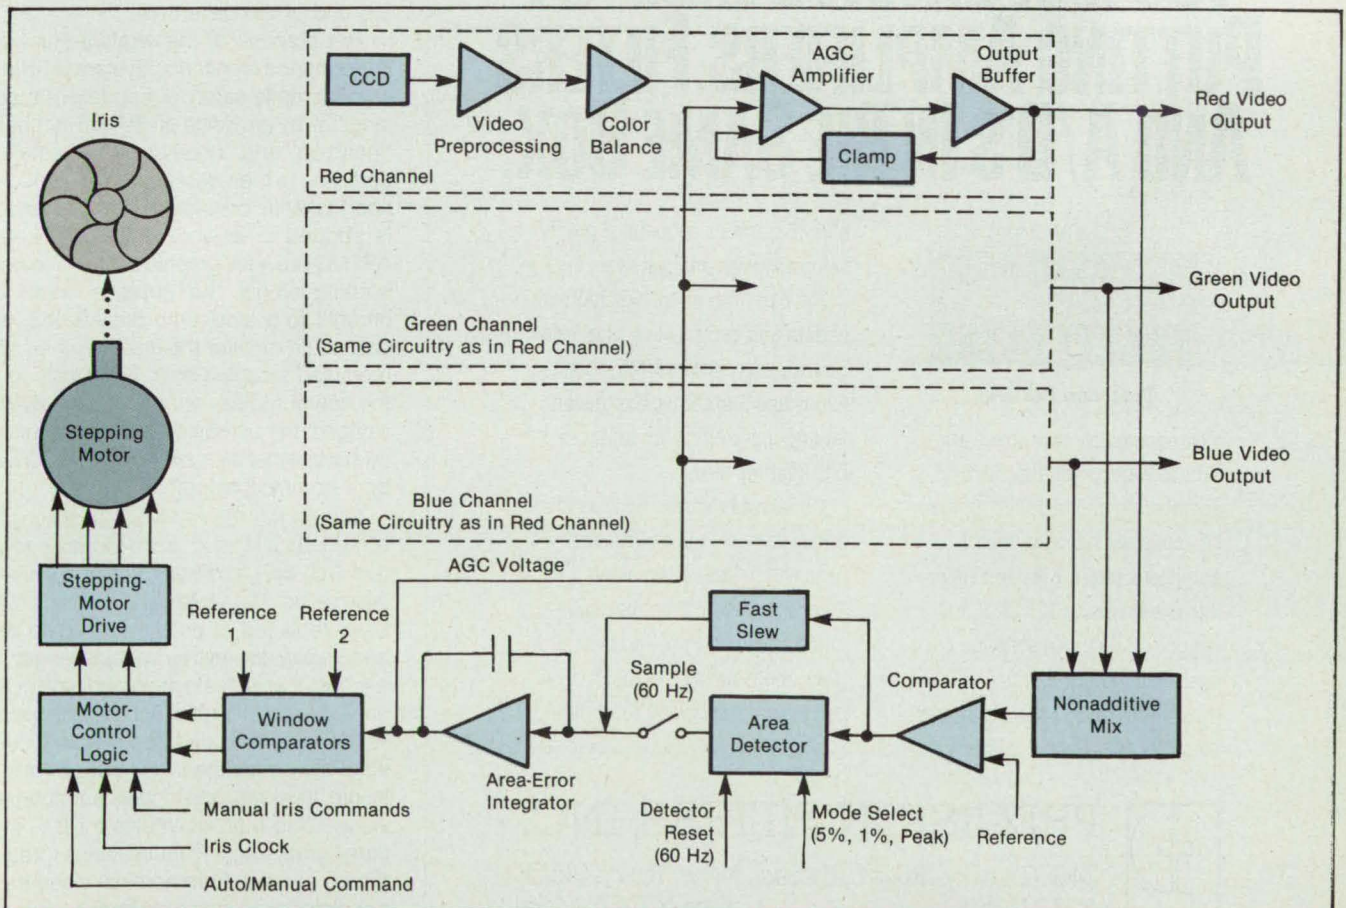 CCD
Video
Preprocessing
Color
Balance
AGC
Amplifier
Output
Buffer
Clamp
Red Channel
Red Video
Output
Iris
Green Channel
(Same Circuitry as in Red Channel)
Green Video
Output
Stepping
Motor
Blue Channel
(Same Circuitry as in Red Channel)
Blue Video
Output
AGC Voltage
Stepping-
Motor
Drive
Reference
1
Reference
2
Fast
Slew
Sample
(60 Hz)
Comparator
Nonadditive
Mix
Motor-
Control
Logic
Window
Comparators
Area-Error
Integrator
Area
Detector
Manual Iris Commands
Iris Clock
Auto/Manual Command
Detector
Reset
(60 Hz)
Mode Select
(5%, 1%, Peak)
Reference